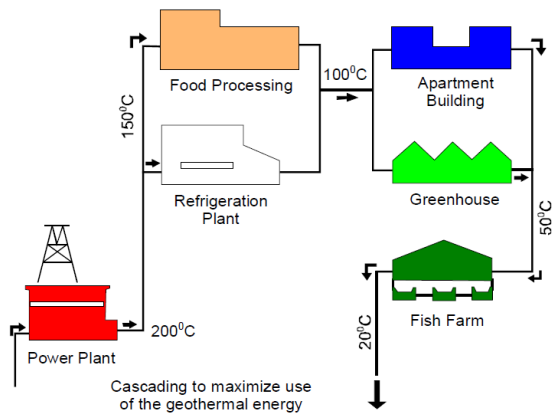 Food Processing
100⁰C
Apartment
Building
150⁰C
Refrigeration
Plant
Greenhouse
50⁰C
Fish Farm
20⁰C
200⁰C
Power Plant
Cascading to maximize use
of the geothermal energy